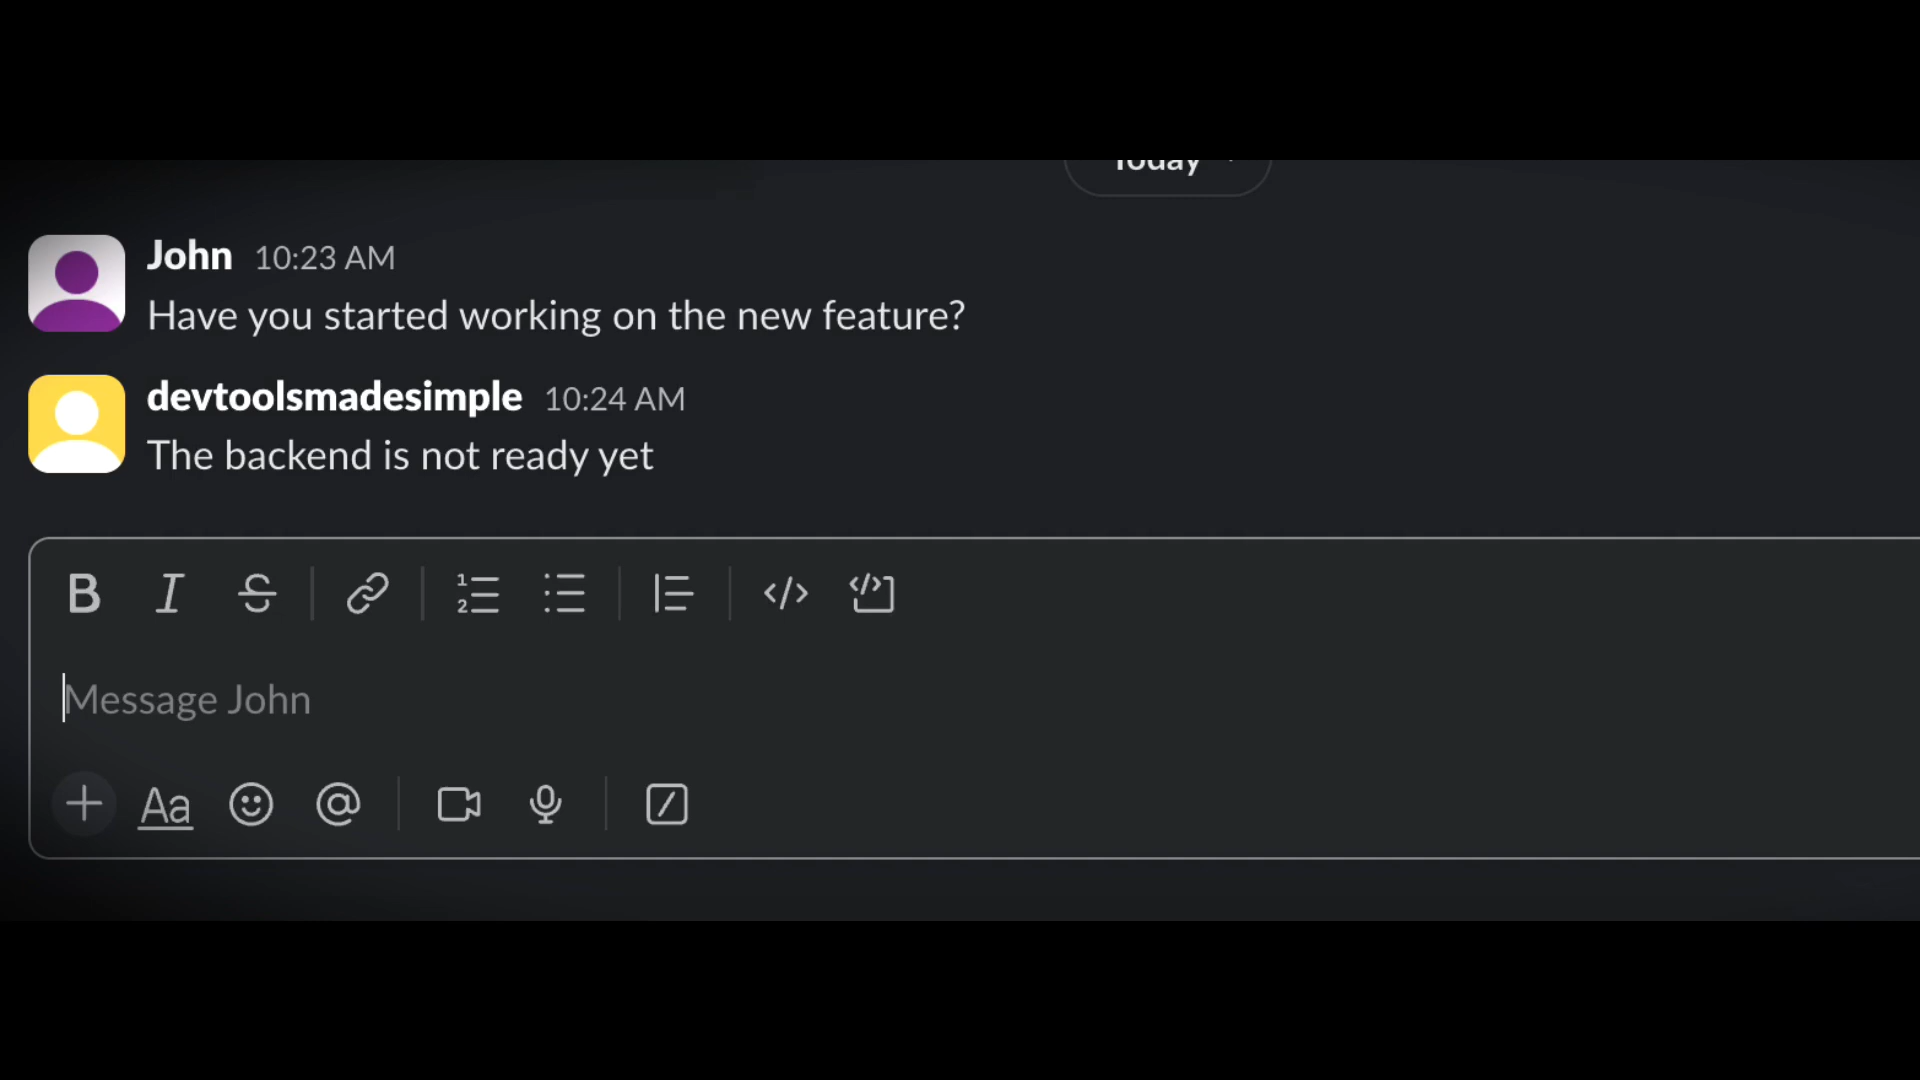 Today
John 10:23 AM
Have you started working on the new feature?
devtoolsmadesimple 10:24 AM
The backend is not ready yet
Message John
Aa